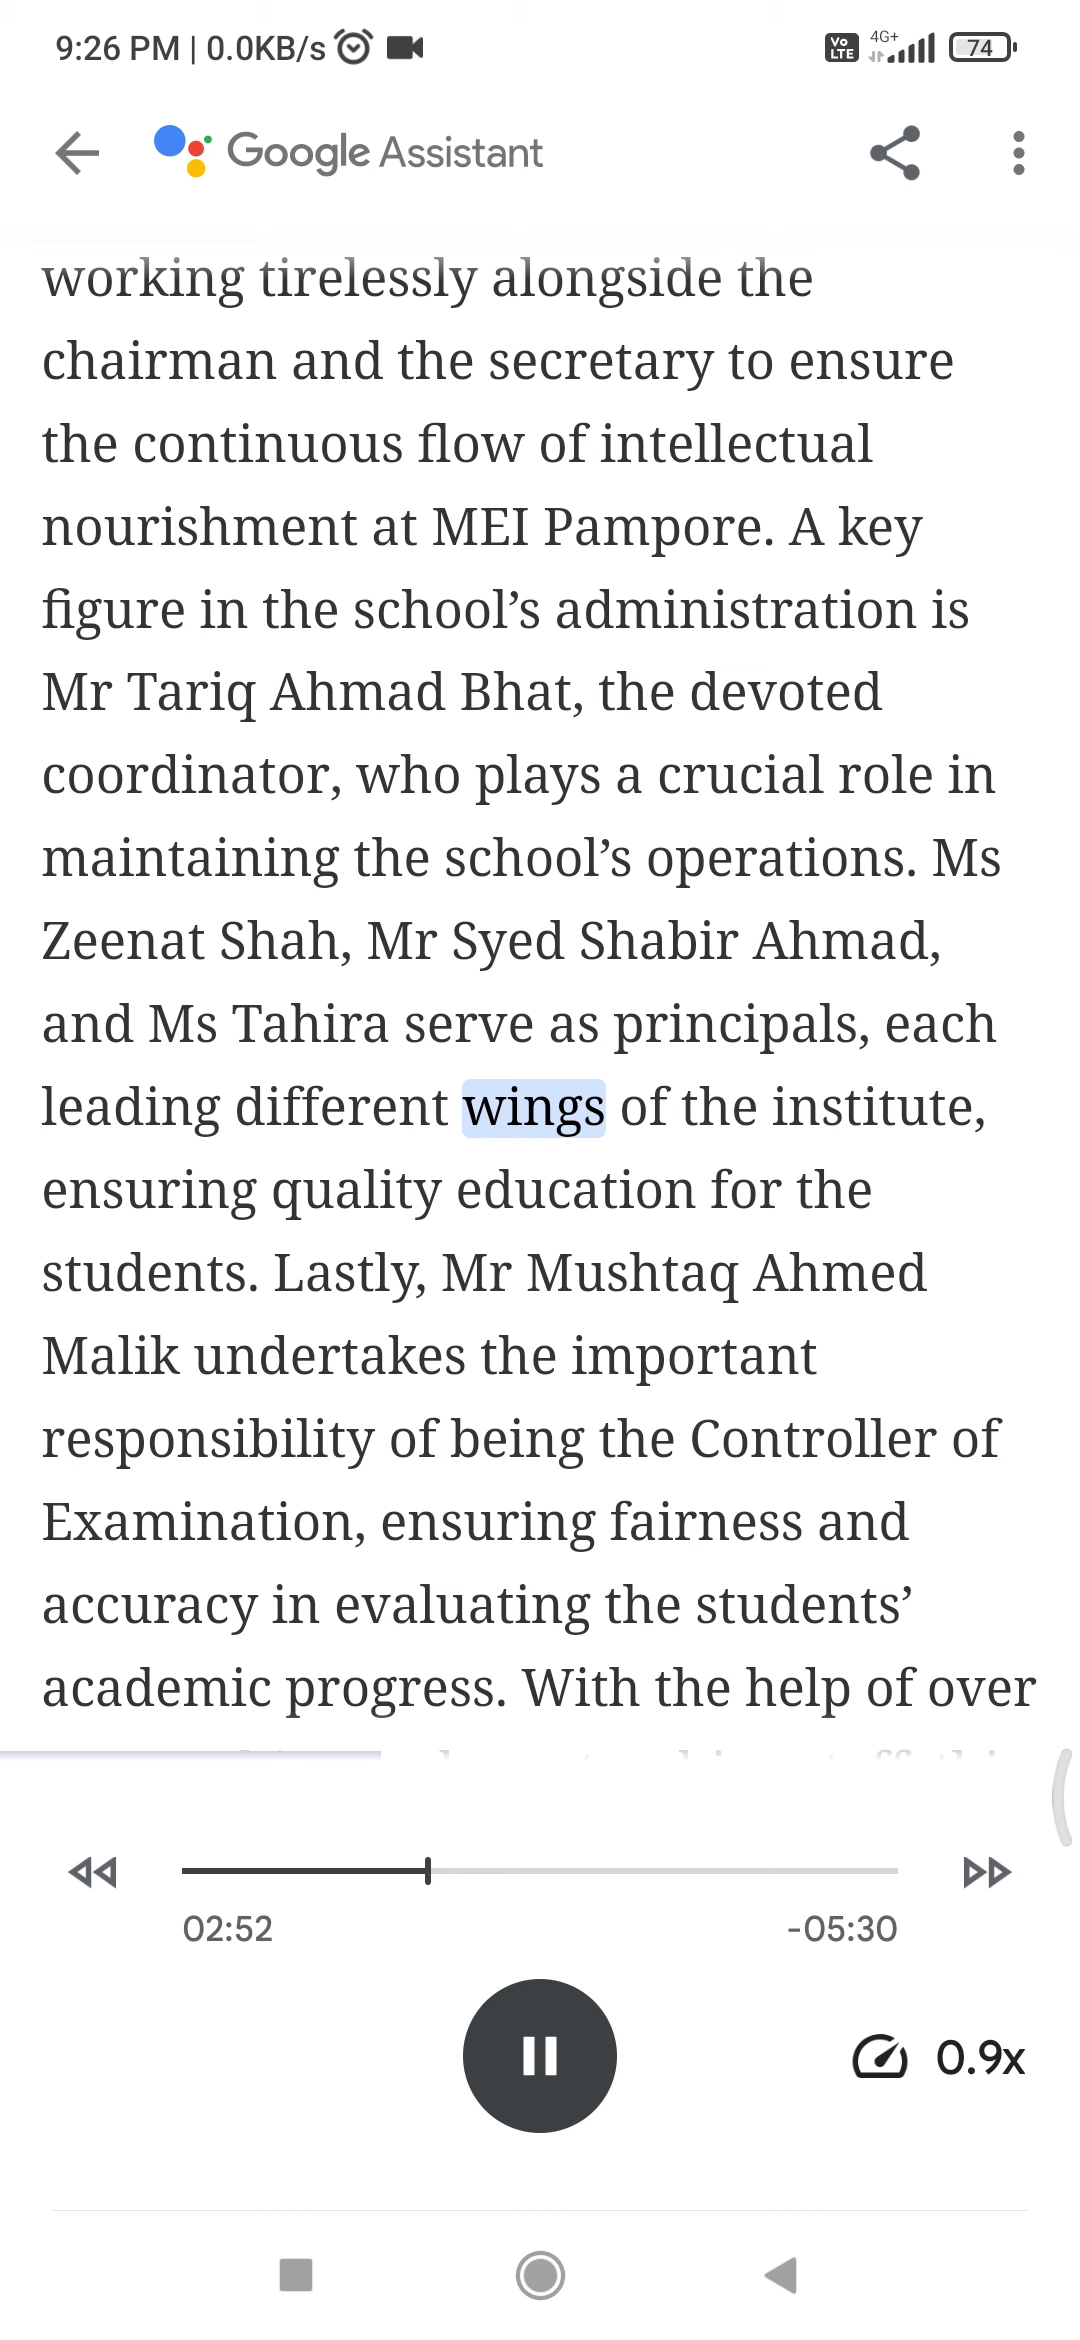 9:26 PM | 0.0KB/s
Vo LTE 4G+ 74
Google Assistant
working tirelessly alongside the
chairman and the secretary to ensure
the continuous flow of intellectual
nourishment at MEI Pampore. A key
figure in the school’s administration is
Mr Tariq Ahmad Bhat, the devoted
coordinator, who plays a crucial role in
maintaining the school’s operations. Ms
Zeenat Shah, Mr Syed Shabir Ahmad,
and Ms Tahira serve as principals, each
leading different wings of the institute,
ensuring quality education for the
students. Lastly, Mr Mushtaq Ahmed
Malik undertakes the important
responsibility of being the Controller of
Examination, ensuring fairness and
accuracy in evaluating the students’
academic progress. With the help of over
02:52
-05:30
0.9x